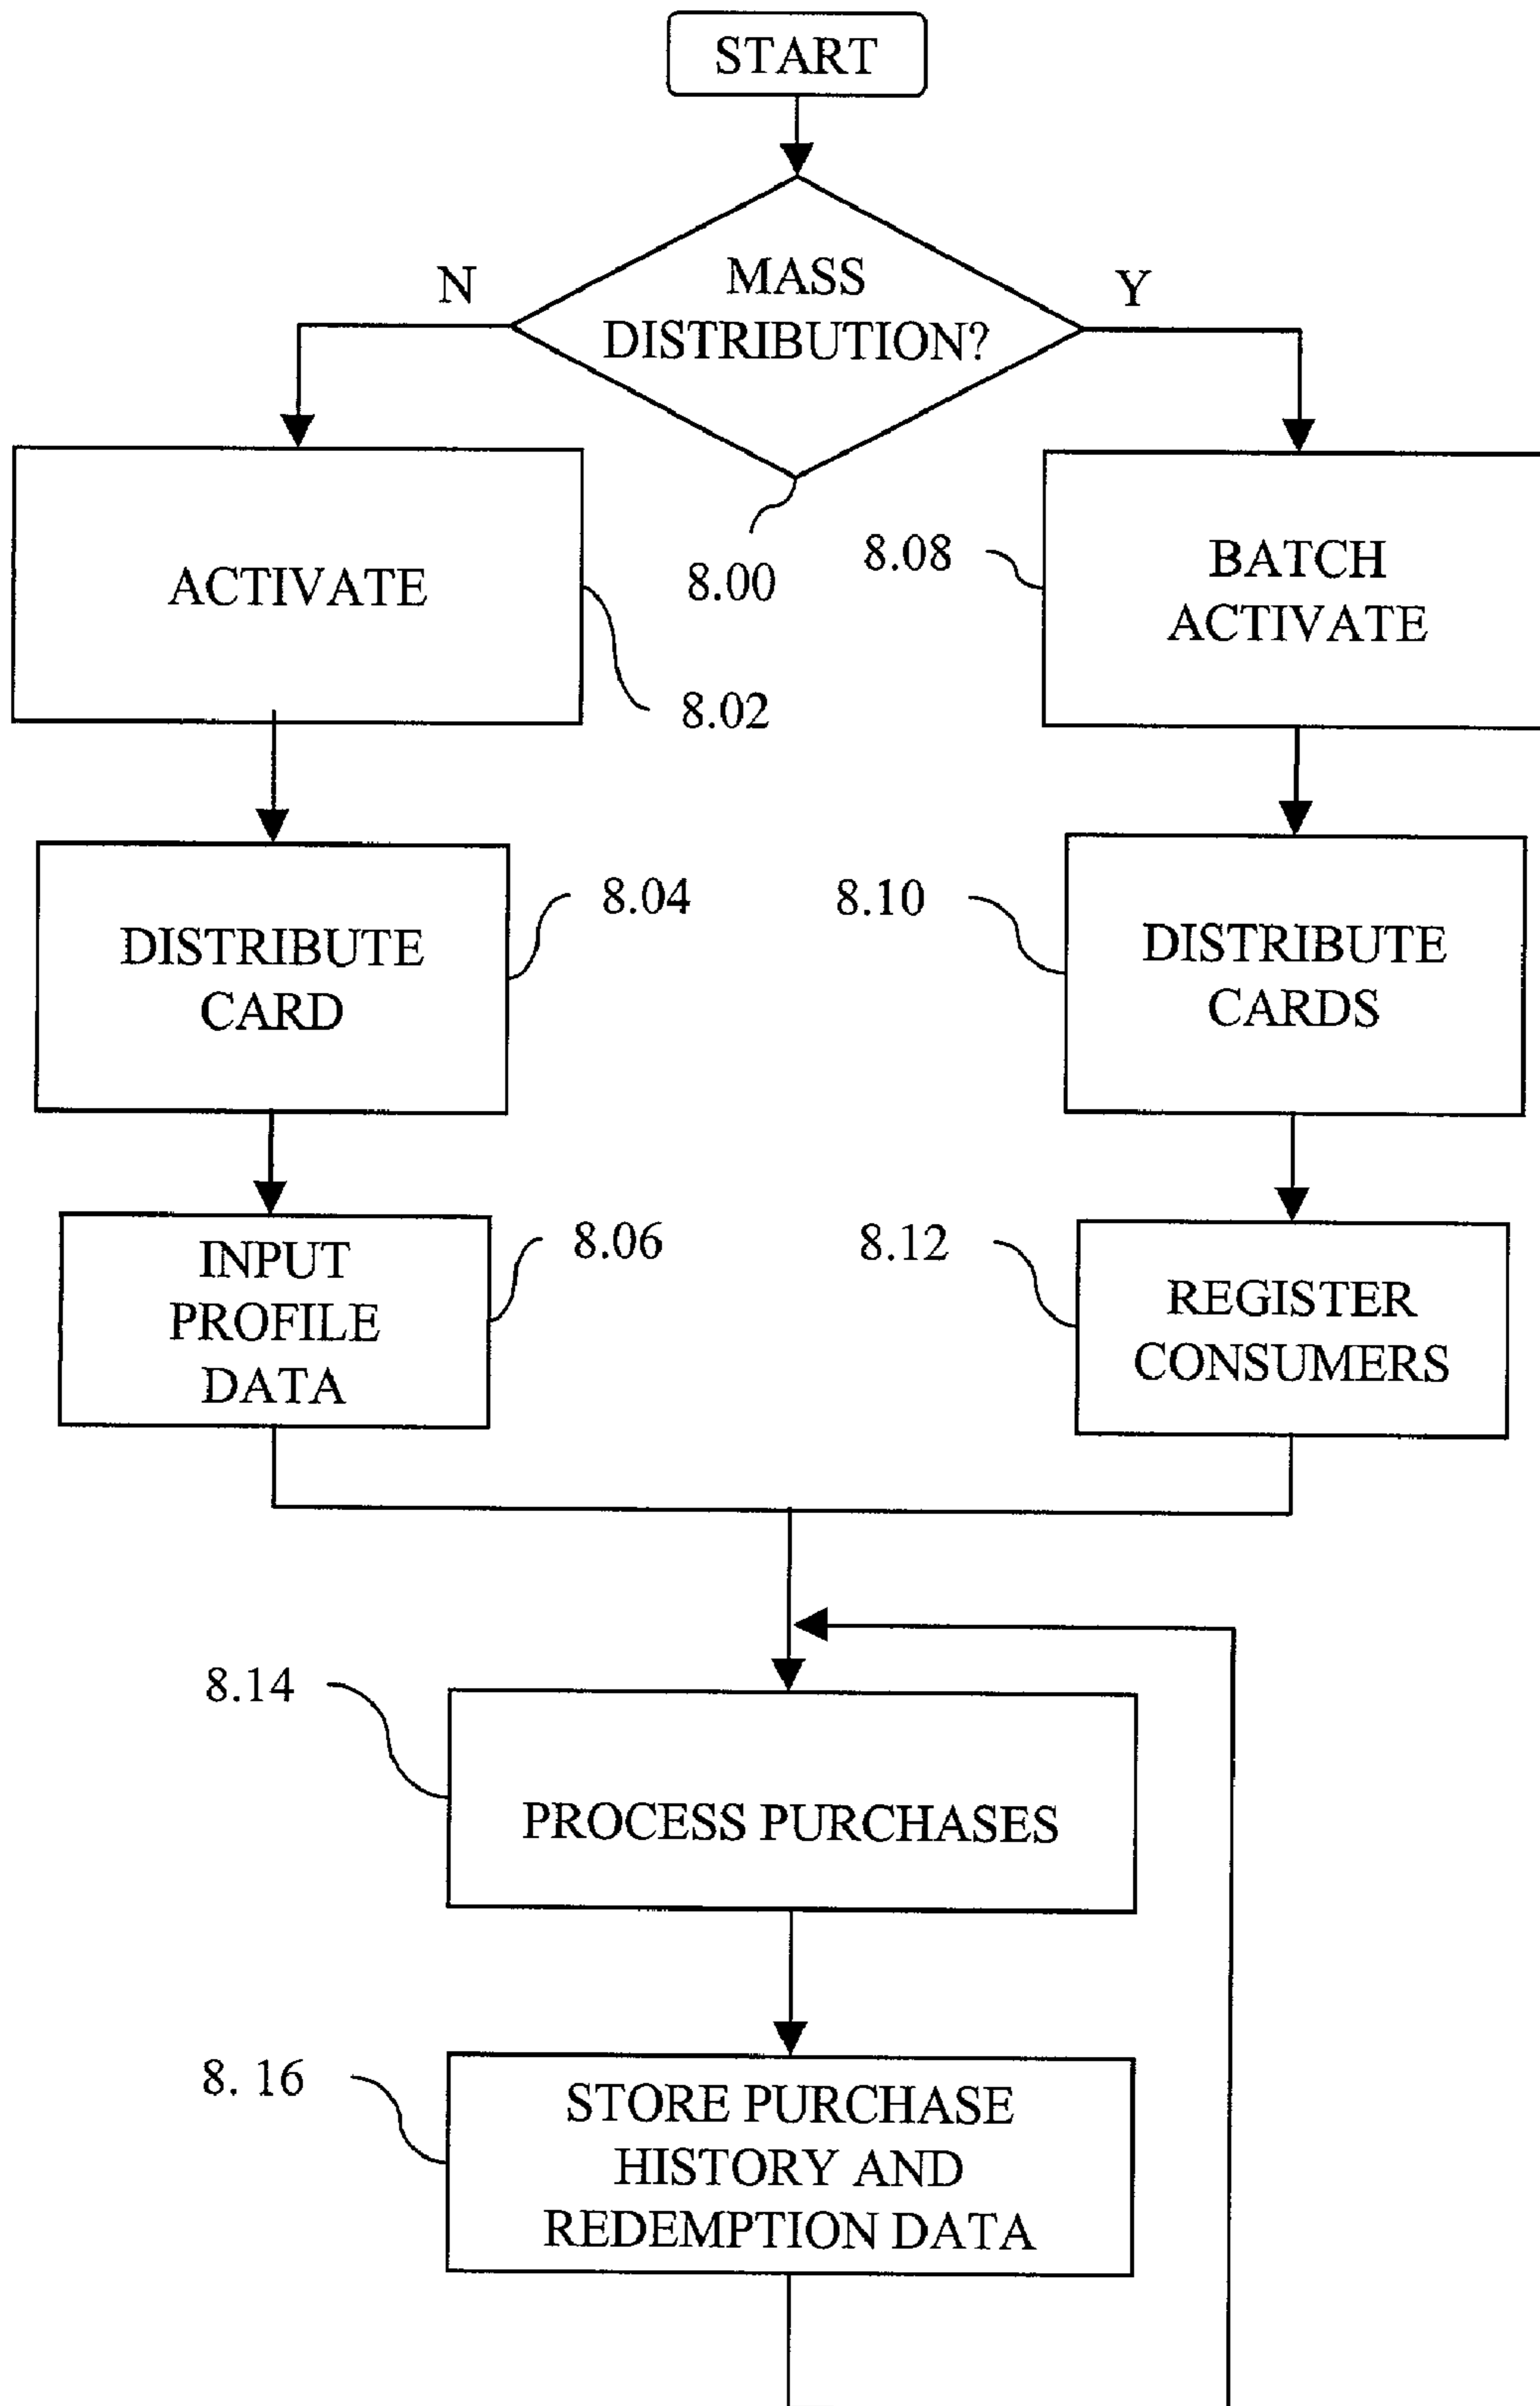 START
MASS
DISTRIBUTION?
N
Y
8.00
ACTIVATE
8.02
8.08
BATCH
ACTIVATE
DISTRIBUTE
CARD
8.04
8.10
DISTRIBUTE
CARDS
INPUT
PROFILE
DATA
8.06
8.12
REGISTER
CONSUMERS
8.14
PROCESS PURCHASES
8. 16
STORE PURCHASE
HISTORY AND
REDEMPTION DATA